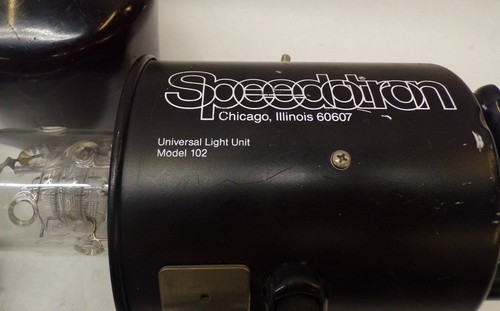 Speedotron
Chicago, Illinois 60607
Universal Light Unit
Model 102